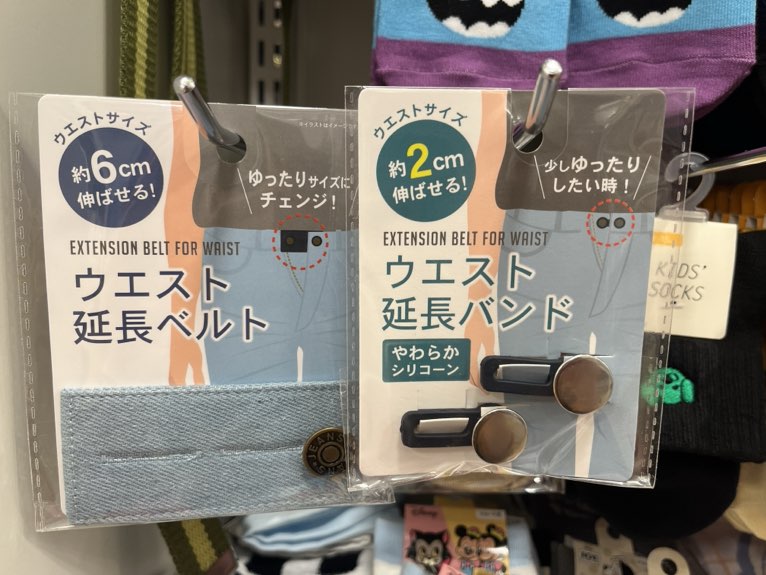 ウエストサイズ
約6cm
伸ばせる!
ゆったりサイズに
チェンジ!
EXTENSION BELT FOR WAIST
ウエスト
延長ベルト
JEANS
ウエストサイズ
約2cm
伸ばせる!
少しゆったり
したい時!
EXTENSION BELT FOR WAIST
ウエスト
延長バンド
やわらか
シリコーン
KIDS'
SOCKS
Disney